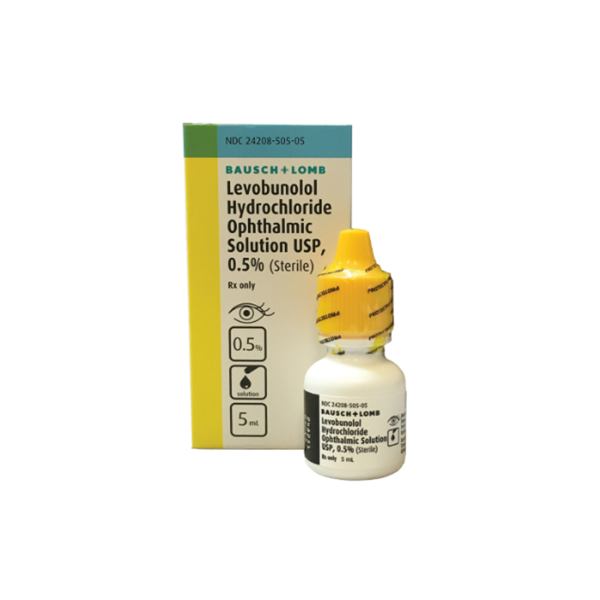 NDC 24208-505-05
BAUSCH + LOMB
Levobunolol
Hydrochloride
Ophthalmic
Solution USP,
0.5% (Sterile)
Rx only
0.5%
solution
5 mL
NDC 24208-505-05
BAUSCH + LOMB
Levobunolol
Hydrochloride
Ophthalmic Solution
USP, 0.5% (Sterile)
Rx only 5 mL